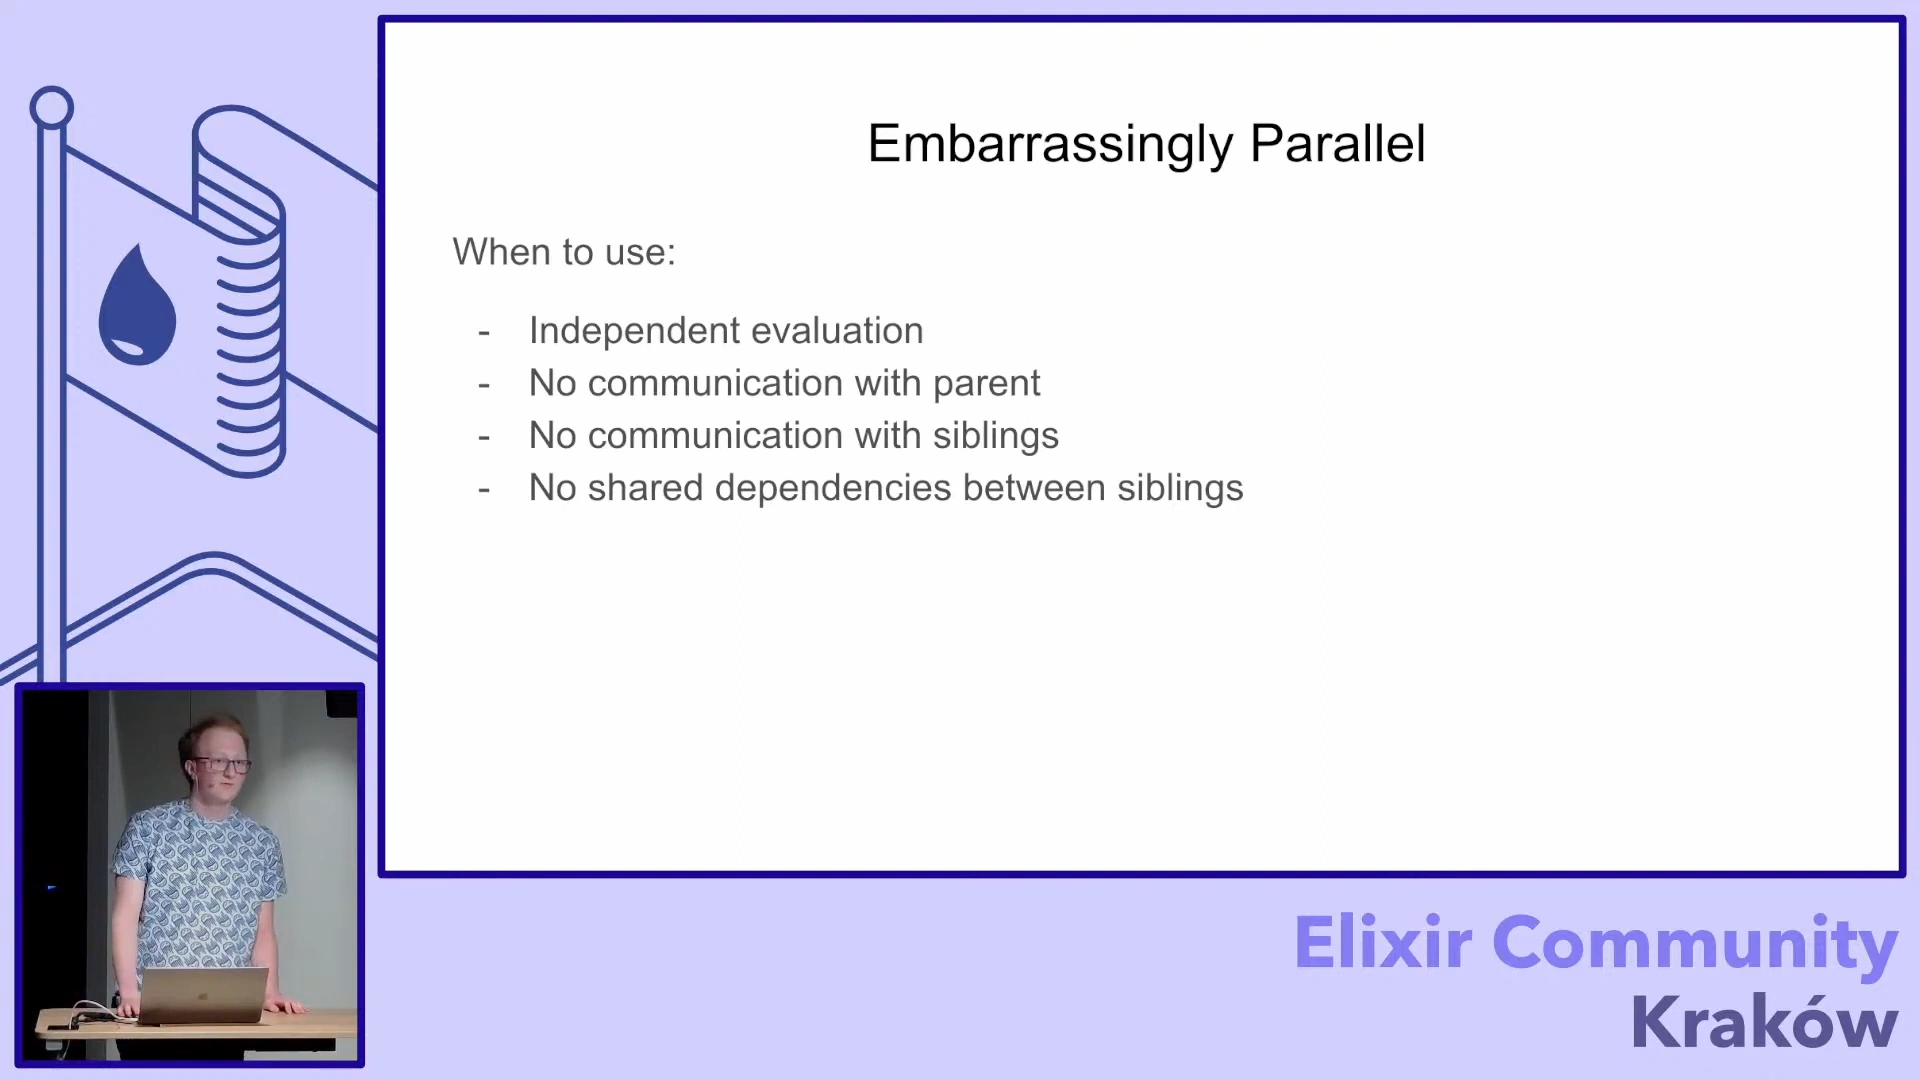 Embarrassingly Parallel
When to use:
- Independent evaluation
- No communication with parent
- No communication with siblings
- No shared dependencies between siblings
Elixir Community
Kraków